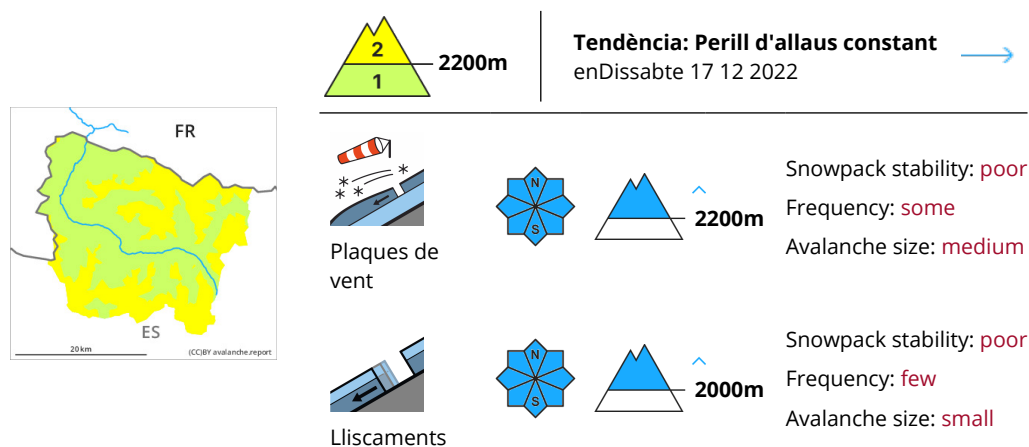 2
1
2200m
Tendència: Perill d'allaus constant
enDissabte 17 12 2022
FR
ES
20 km
(CC)BY avalanche.report
N
S
2200m
Plaques de
vent
Snowpack stability: poor
Frequency: some
Avalanche size: medium
N
S
2000m
Lliscaments
Snowpack stability: poor
Frequency: few
Avalanche size: small